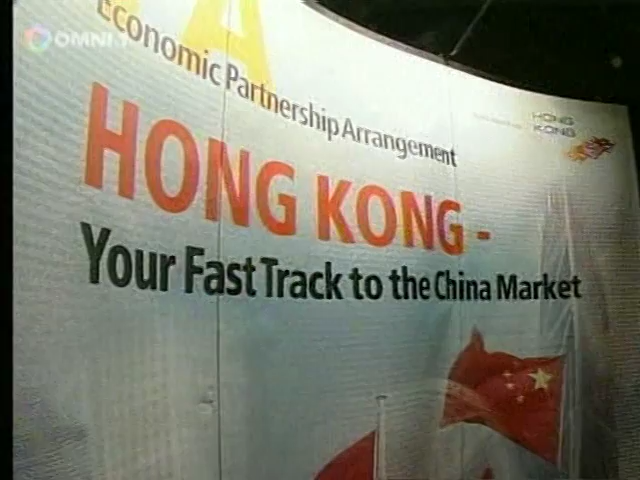 OMNI
A
Economic Partnership Arrangement
HONG
KONG
HONG KONG -
Your Fast Track to the China Market